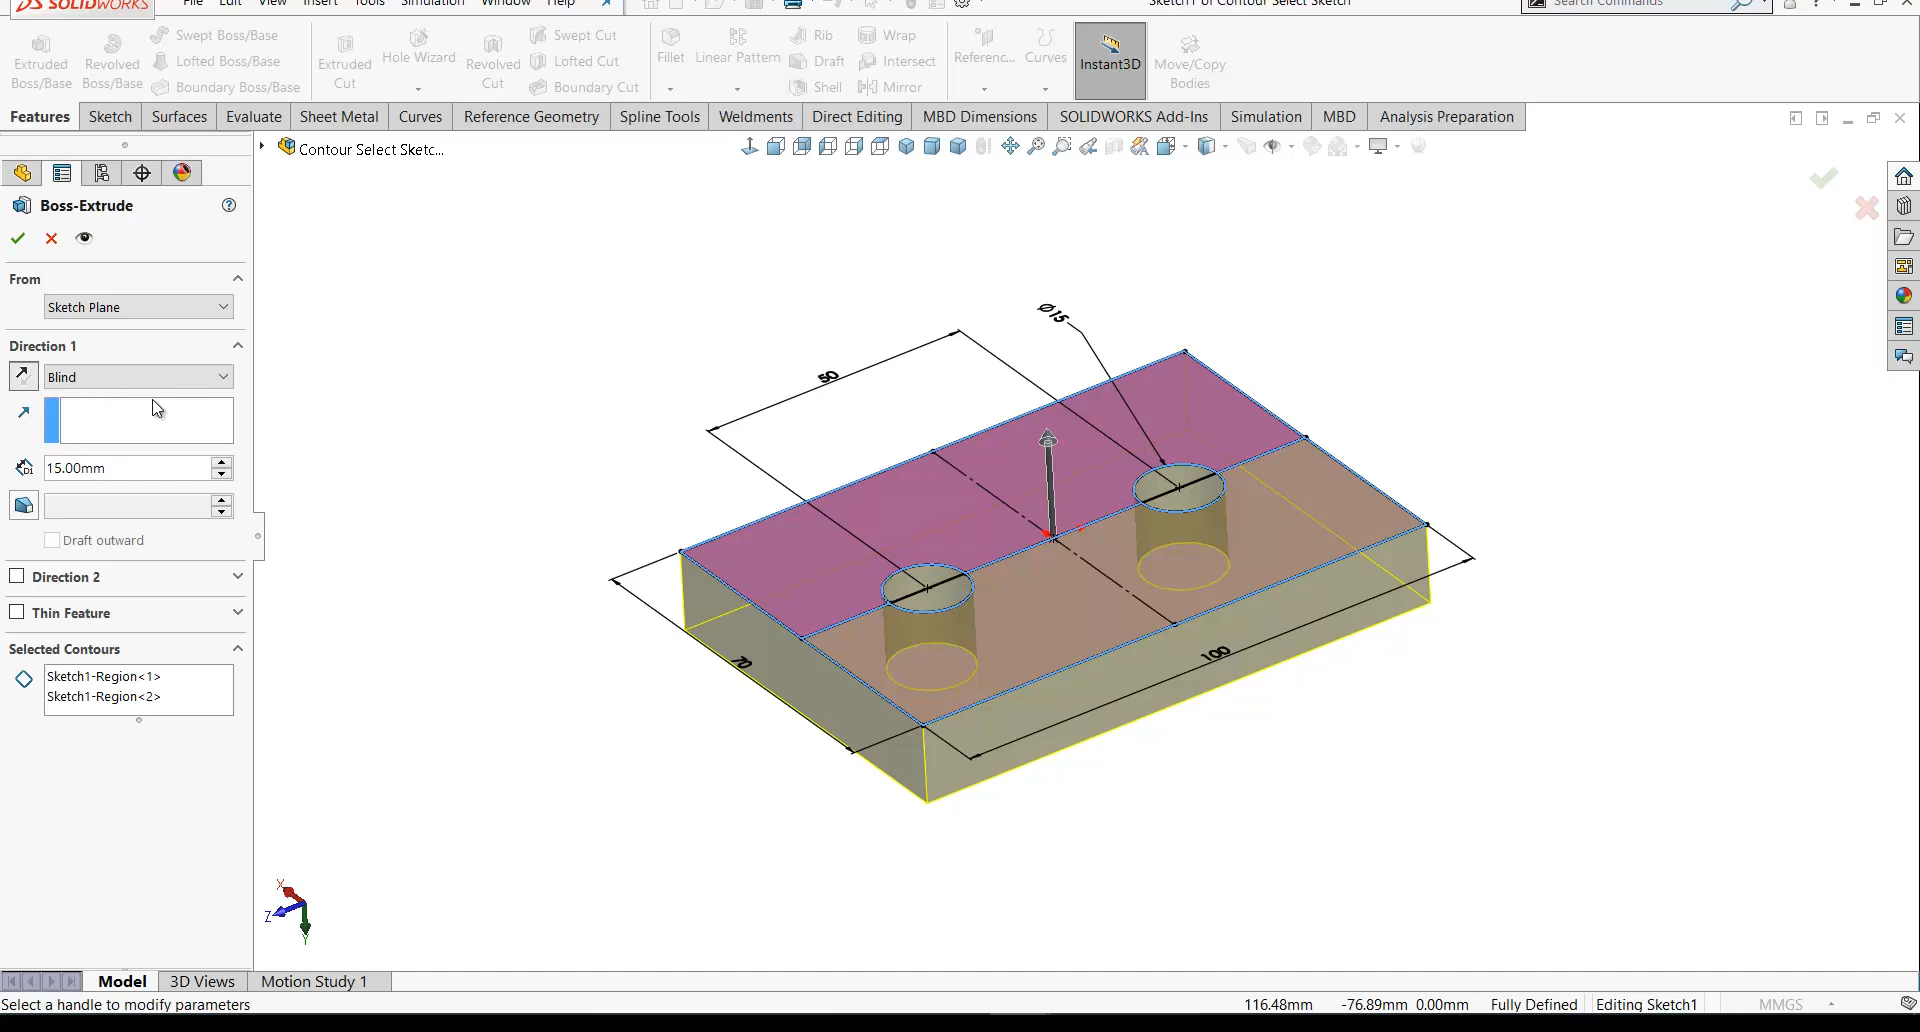 SOLIDWORKS File Edit View Insert Tools Simulation Window Help Sketch1 of Contour Select Sketch Search Commands
Extruded Boss/Base
Revolved Boss/Base
Swept Boss/Base
Lofted Boss/Base
Boundary Boss/Base
Extruded Cut
Hole Wizard
Revolved Cut
Swept Cut
Lofted Cut
Boundary Cut
Fillet
Linear Pattern
Rib
Draft
Shell
Wrap
Intersect
Mirror
Referenc...
Curves
Instant3D
Move/Copy Bodies
Features Sketch Surfaces Evaluate Sheet Metal Curves Reference Geometry Spline Tools Weldments Direct Editing MBD Dimensions SOLIDWORKS Add-Ins Simulation MBD Analysis Preparation
Contour Select Sketc...
Boss-Extrude
From
Sketch Plane
Direction 1
Blind
15.00mm
Draft outward
Direction 2
Thin Feature
Selected Contours
Sketch1-Region<1>
Sketch1-Region<2>
Ø15
50
70
100
X
Z
Y
Model 3D Views Motion Study 1
Select a handle to modify parameters 116.48mm -76.89mm 0.00mm Fully Defined Editing Sketch1 MMGS